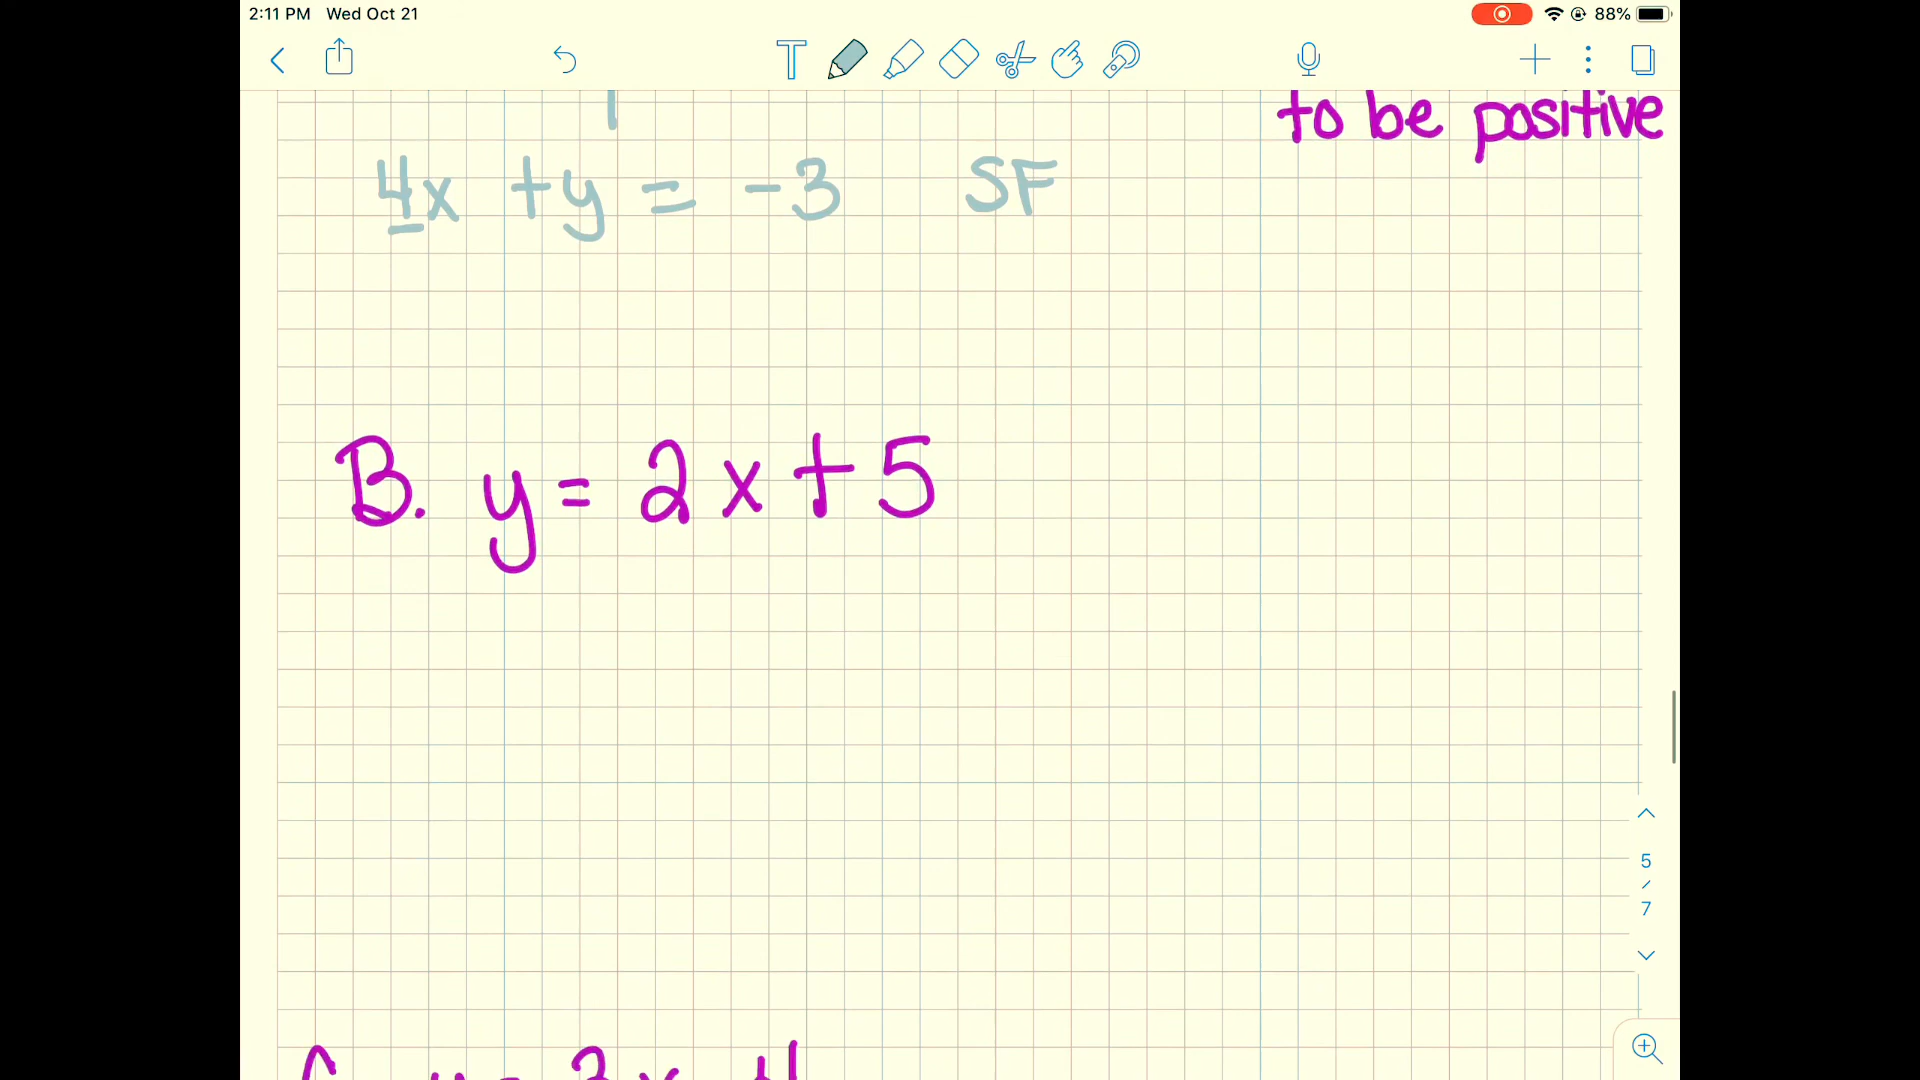 2:11 PM Wed Oct 21
88%
to be positive
4x + y = -3 SF
B. y = 2x + 5
5
/
7